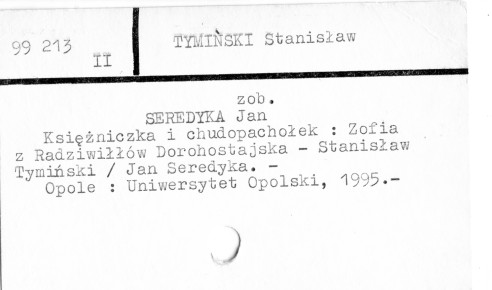 99 213
II
TYMIŃSKI Stanisław
zob.
SEREDYKA Jan
Księżniczka i chudopachołek : Zofia
z Radziwiłłów Dorohostajska - Stanisław
Tymiński / Jan Seredyka. -
Opole : Uniwersytet Opolski, 1995.-